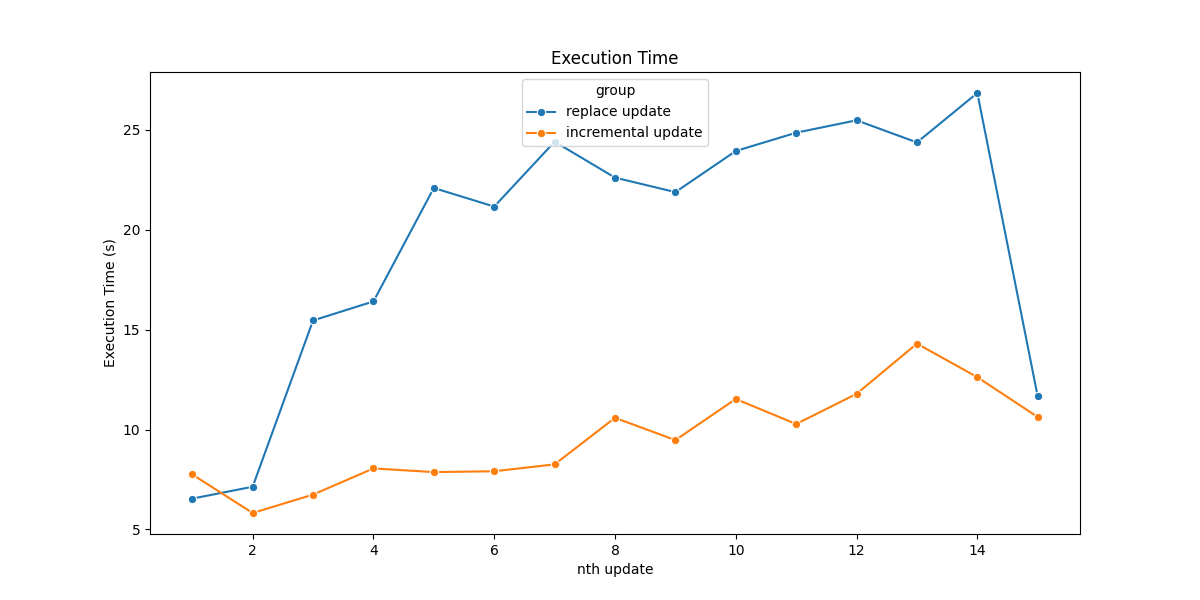 Execution Time
group
replace update
incremental update
Execution Time (s)
25
20
15
10
5
2 4 6 8 10 12 14
nth update